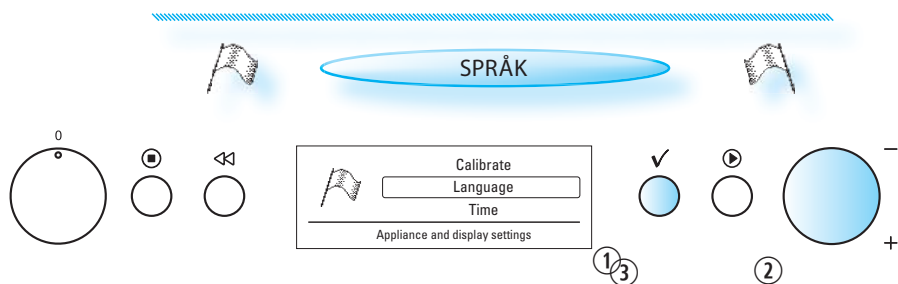 SPRÅK
0
Calibrate
Language
Time
Appliance and display settings
−
+
① ③ ②